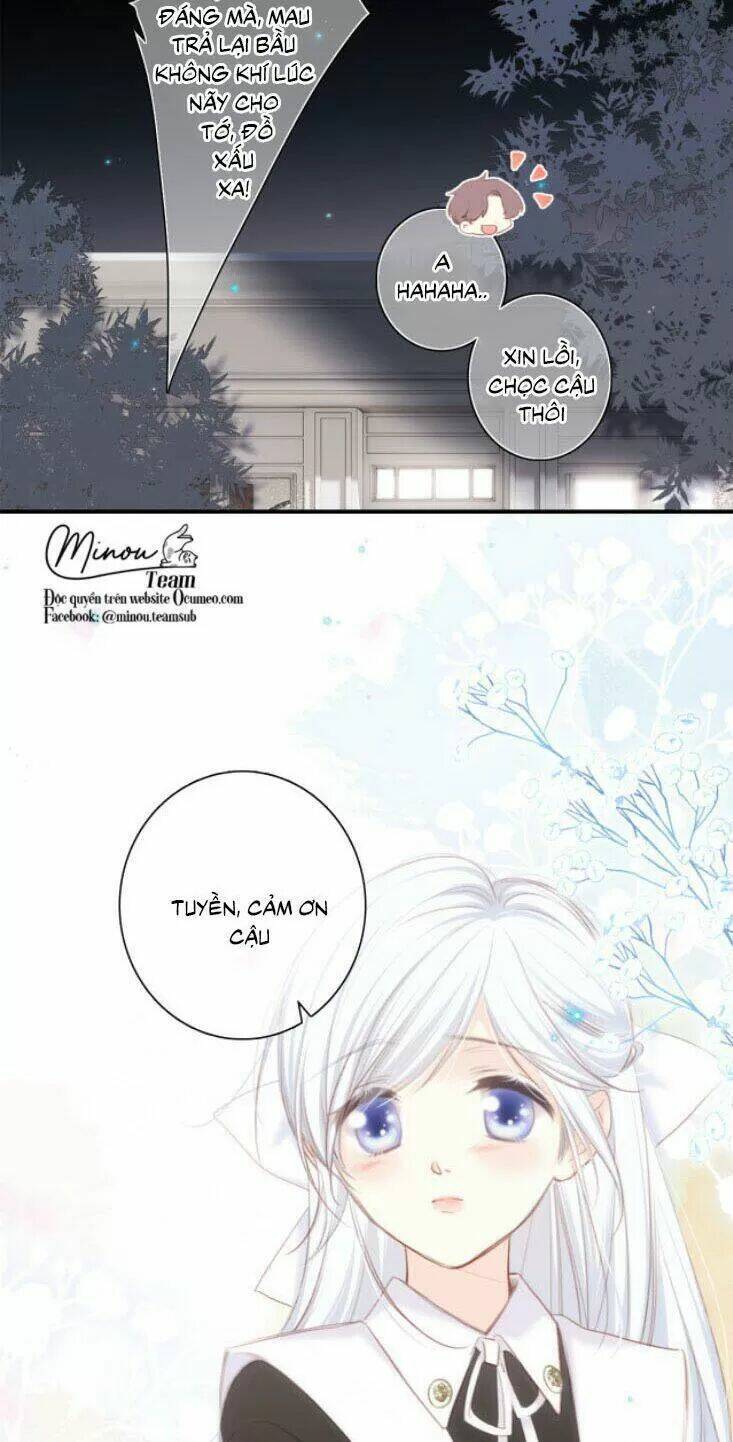 ĐÁNG MÀ, MAU
TRẢ LẠI BẦU
KHÔNG KHÍ LÚC
NÃY CHO
TỚ, ĐỒ
XẤU
XA!
A
HAHAHA..
XIN LỒI,
CHỌC CẬU
THÔI
Minou
Team
Độc quyền trên website Ocumeo.com
Facebook: @minou.teamsub
TUYỀN, CẢM ƠN
CẬU